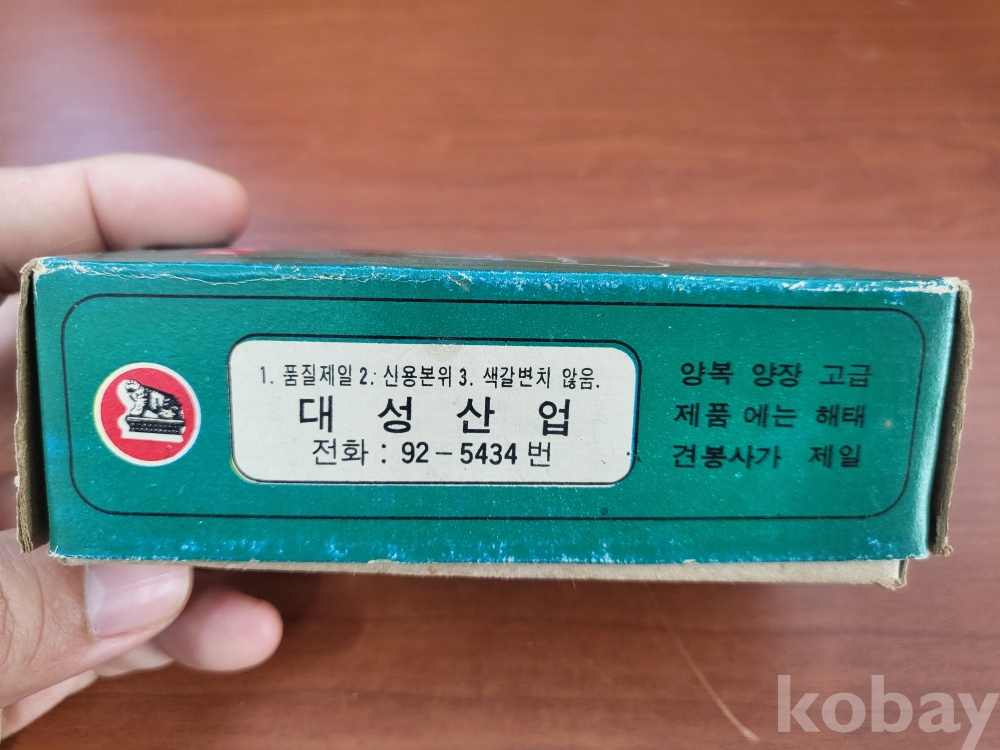 1. 품질제일 2. 신용본위 3. 색갈변치 않음.
대성산업
전화 : 92-5434 번
양복 양장 고급
제품 에는 해태
견봉사가 제일
kobay